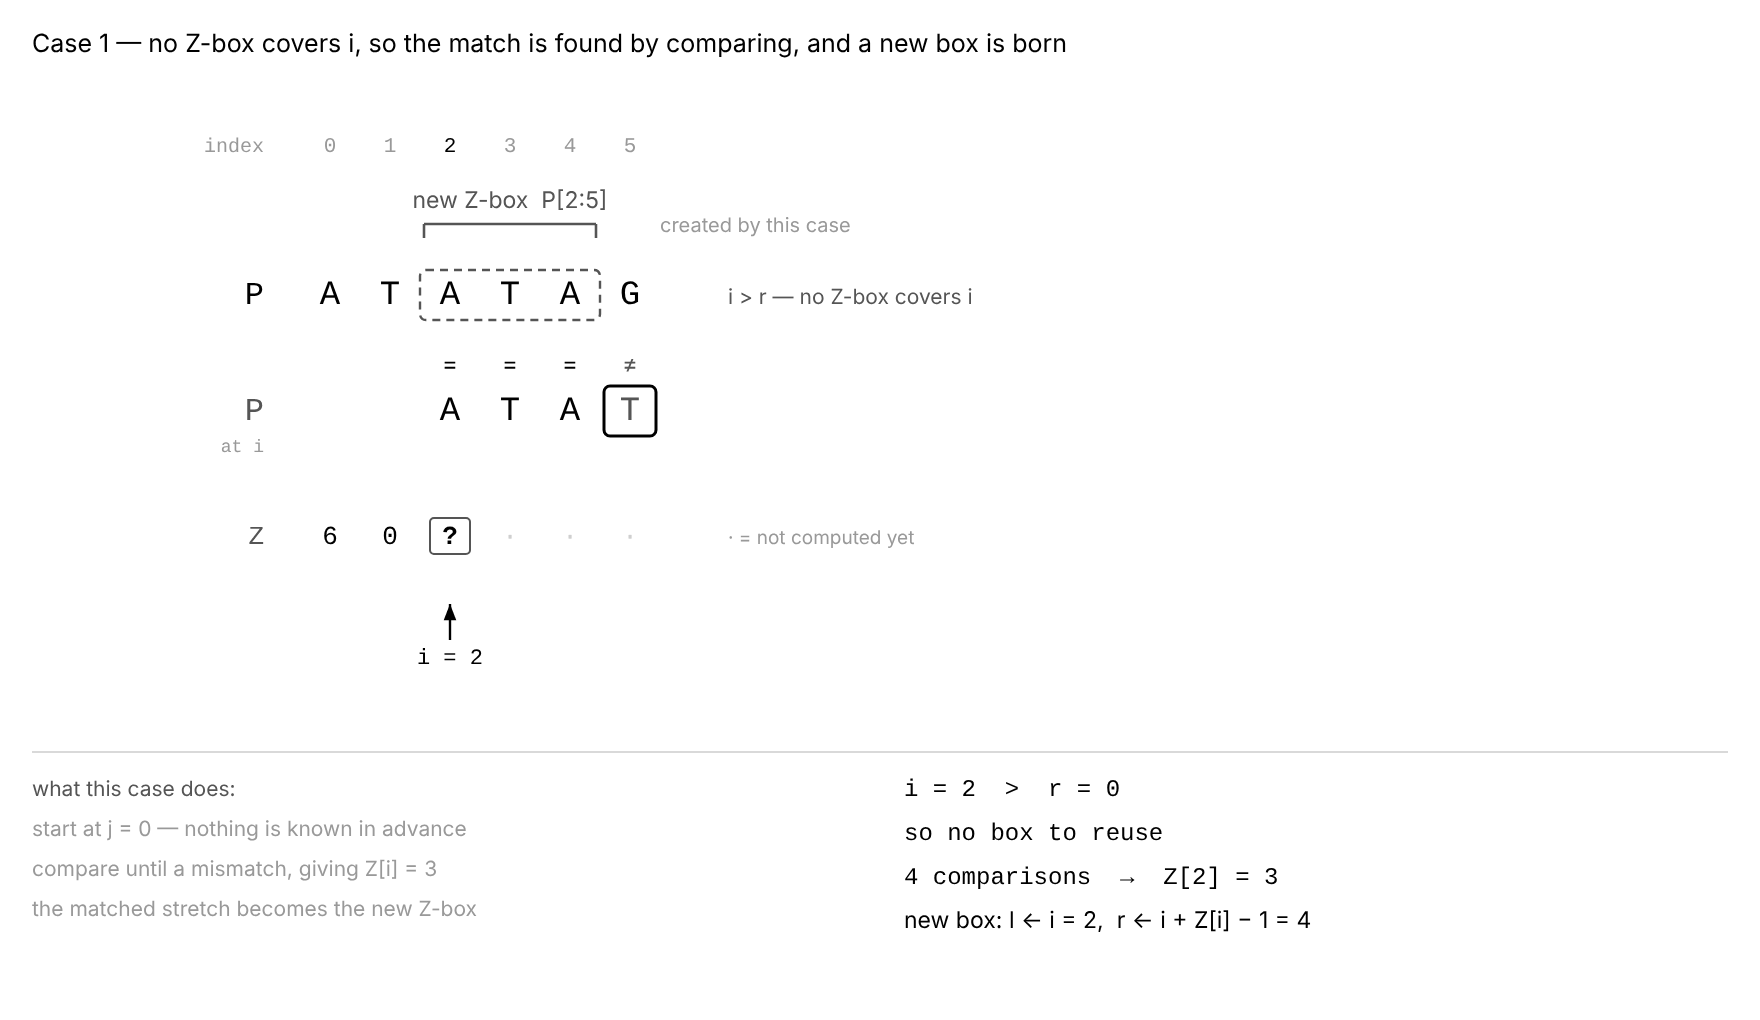 Case 1 — no Z-box covers i, so the match is found by comparing, and a new box is born
index 0 1 2 3 4 5
new Z-box P[2:5]
created by this case
P A T A T A G i > r — no Z-box covers i
= = = ≠
P A T A T
at i
Z 6 0 ? · · · · = not computed yet
i = 2
what this case does:
start at j = 0 — nothing is known in advance
compare until a mismatch, giving Z[i] = 3
the matched stretch becomes the new Z-box
i = 2 > r = 0
so no box to reuse
4 comparisons → Z[2] = 3
new box: l ← i = 2, r ← i + Z[i] − 1 = 4